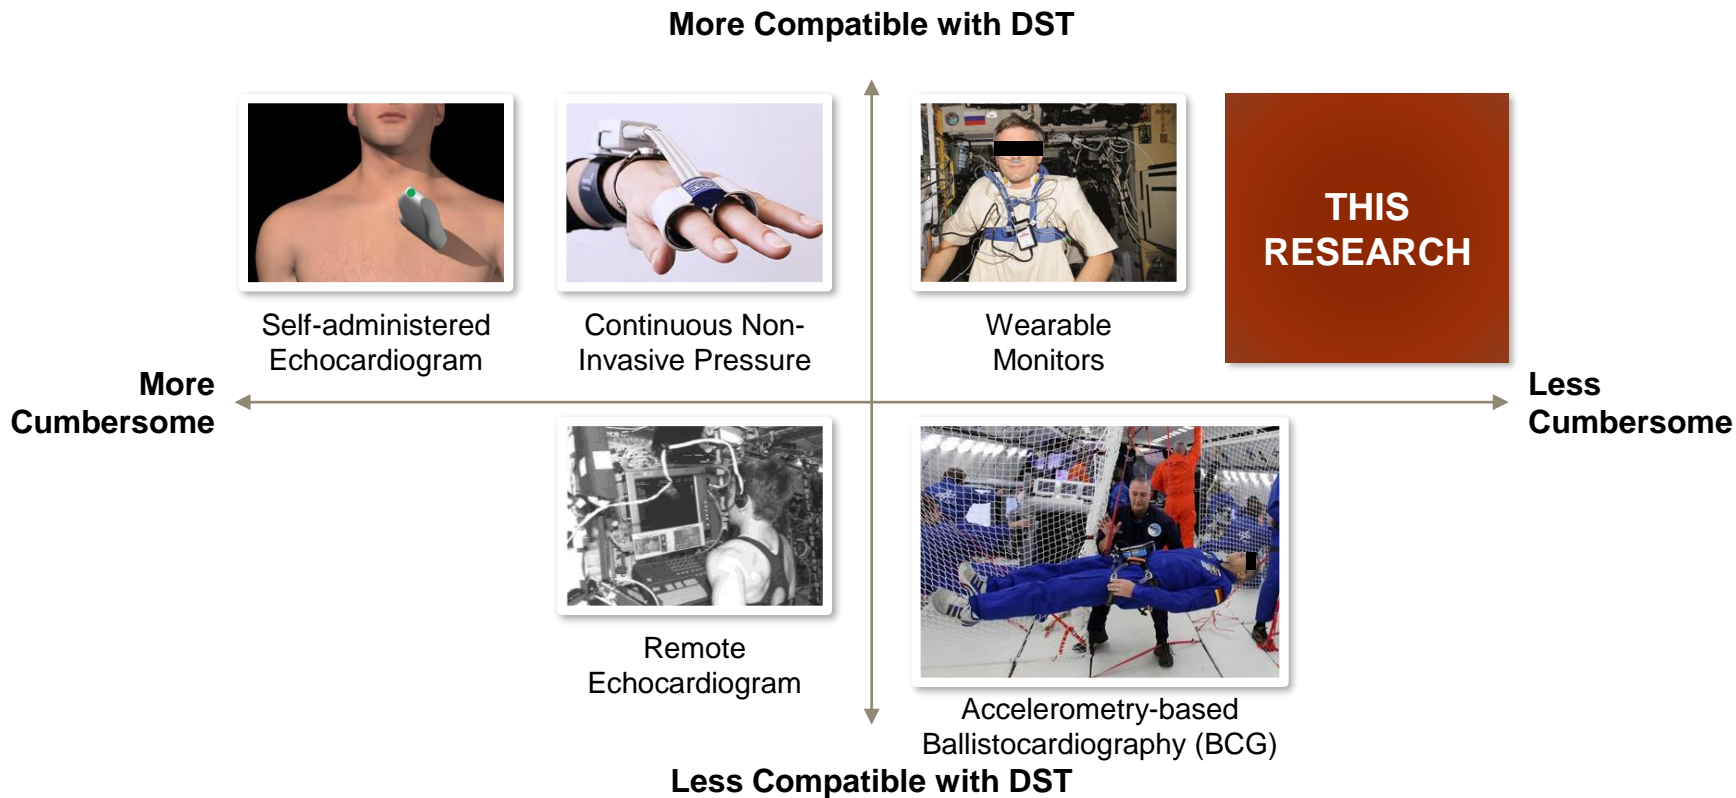 More Compatible with DST
THIS
RESEARCH
Self-administered
Echocardiogram
Continuous Non-
Invasive Pressure
Wearable
Monitors
More
Cumbersome
Less
Cumbersome
Remote
Echocardiogram
Accelerometry-based
Ballistocardiography (BCG)
Less Compatible with DST